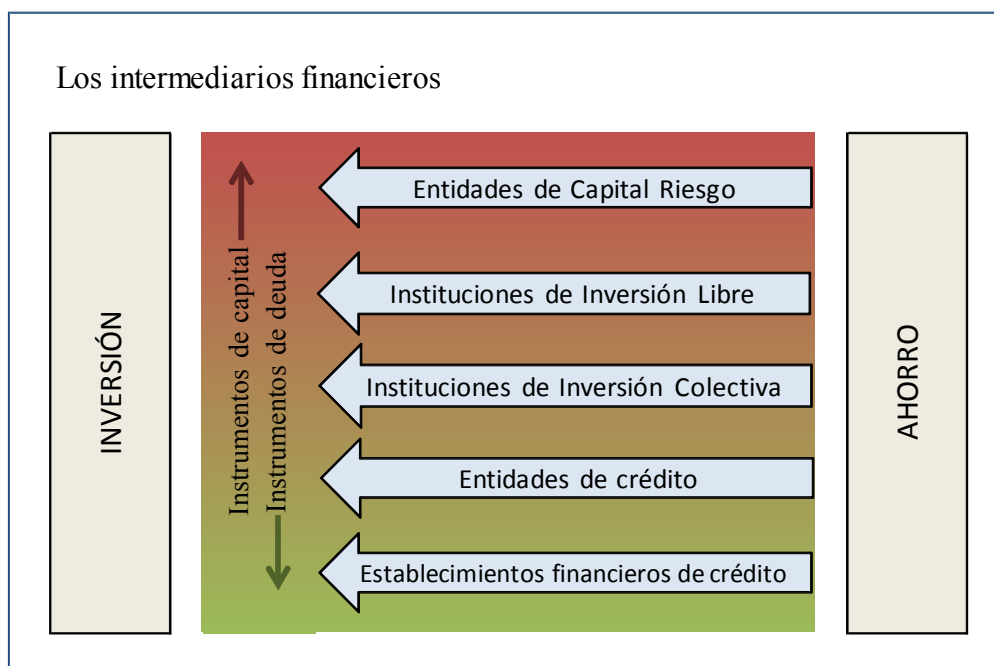 Los intermediarios financieros
INVERSIÓN
Instrumentos de capital
Instrumentos de deuda
Entidades de Capital Riesgo
Instituciones de Inversión Libre
Instituciones de Inversión Colectiva
Entidades de crédito
Establecimientos financieros de crédito
AHORRO